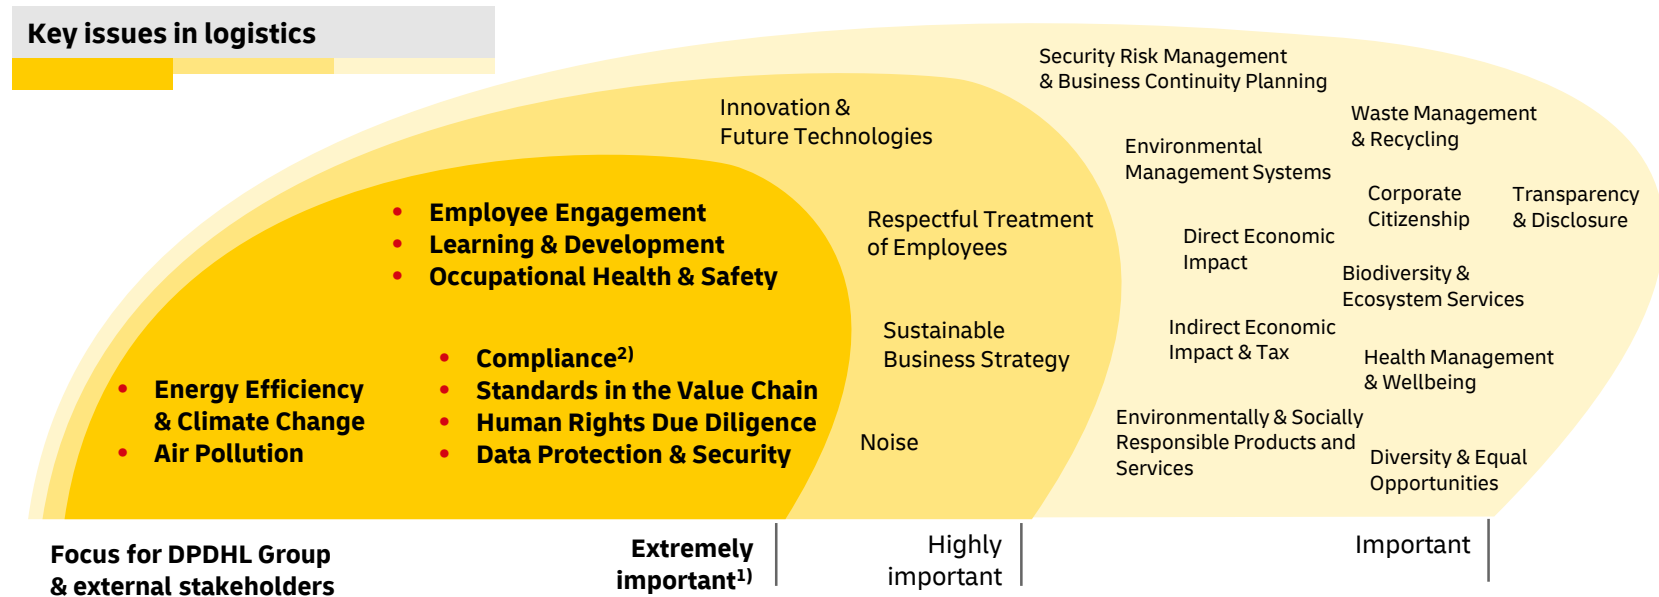 Key issues in logistics
Security Risk Management
& Business Continuity Planning
Innovation &
Future Technologies
Waste Management
& Recycling
Environmental
Management Systems
Corporate
Citizenship
Transparency
& Disclosure
• Employee Engagement
• Learning & Development
• Occupational Health & Safety
Respectful Treatment
of Employees
Direct Economic
Impact
Biodiversity &
Ecosystem Services
Sustainable
Business Strategy
Indirect Economic
Impact & Tax
Health Management
& Wellbeing
• Energy Efficiency
& Climate Change
• Air Pollution
• Compliance2)
• Standards in the Value Chain
• Human Rights Due Diligence
• Data Protection & Security
Noise
Environmentally & Socially
Responsible Products and
Services
Diversity & Equal
Opportunities
Focus for DPDHL Group
& external stakeholders
Extremely
important1)
Highly
important
Important